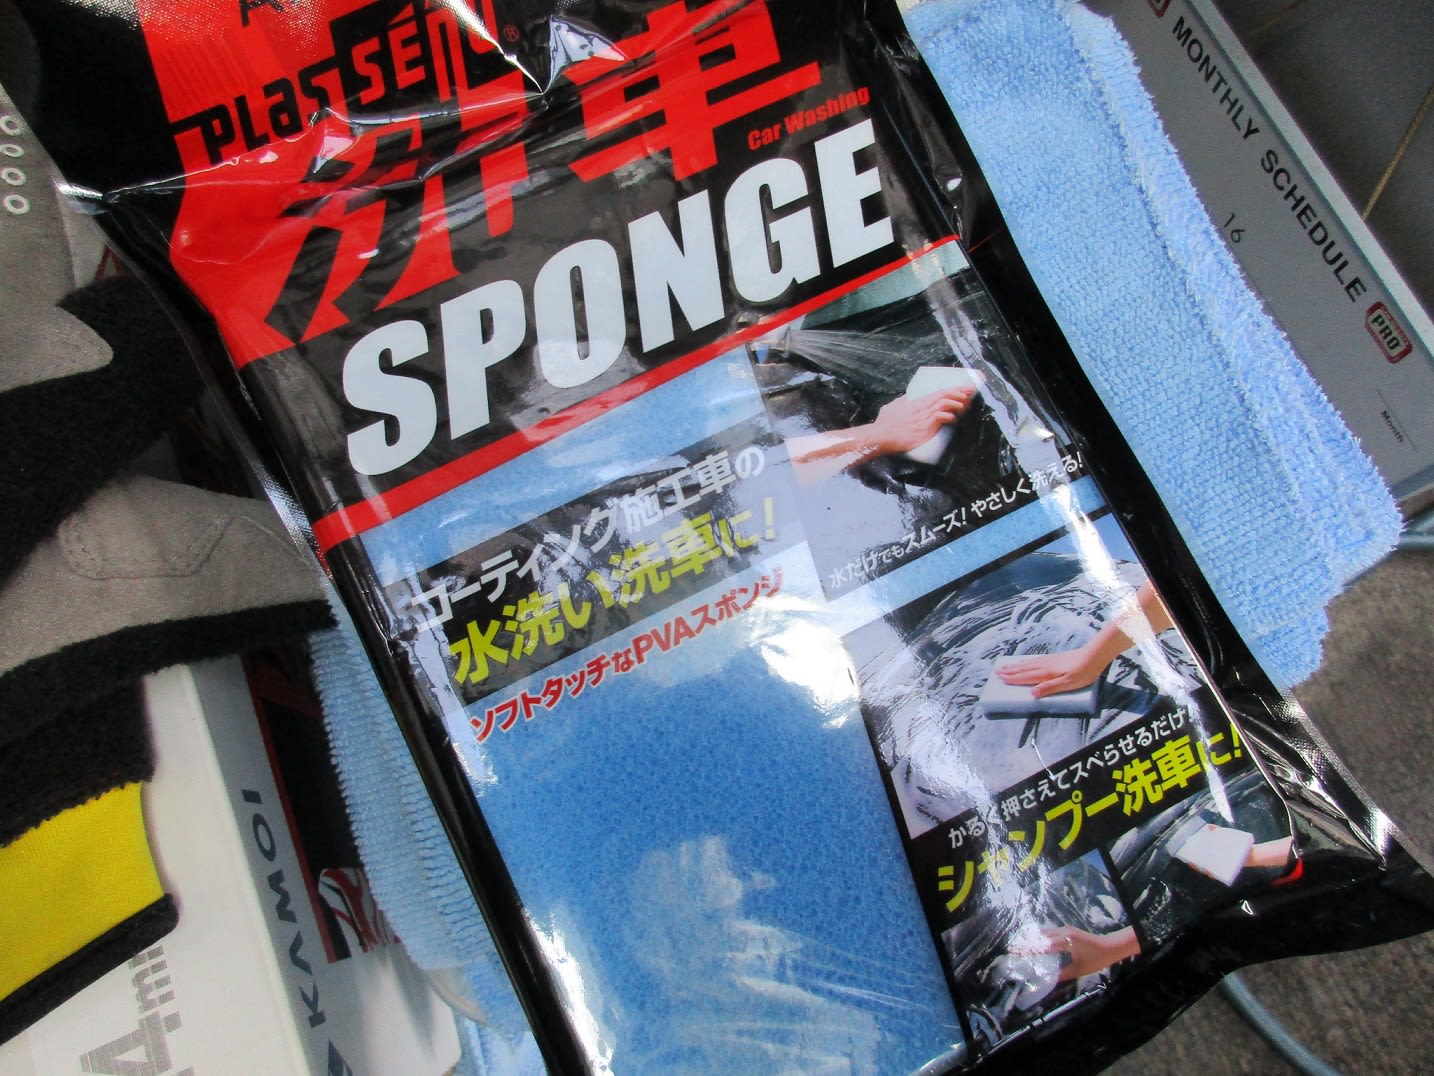 PLasSéNu®
洗車
Car Washing
SPONGE
コーティング施工車の
水洗い洗車に!
ソフトタッチなPVAスポンジ
水だけでもスムーズ!やさしく洗える!
かるく押さえてスベらせるだけ!
シャンプー洗車に!
MONTHLY SCHEDULE
16
PRO
Month
KAMOI